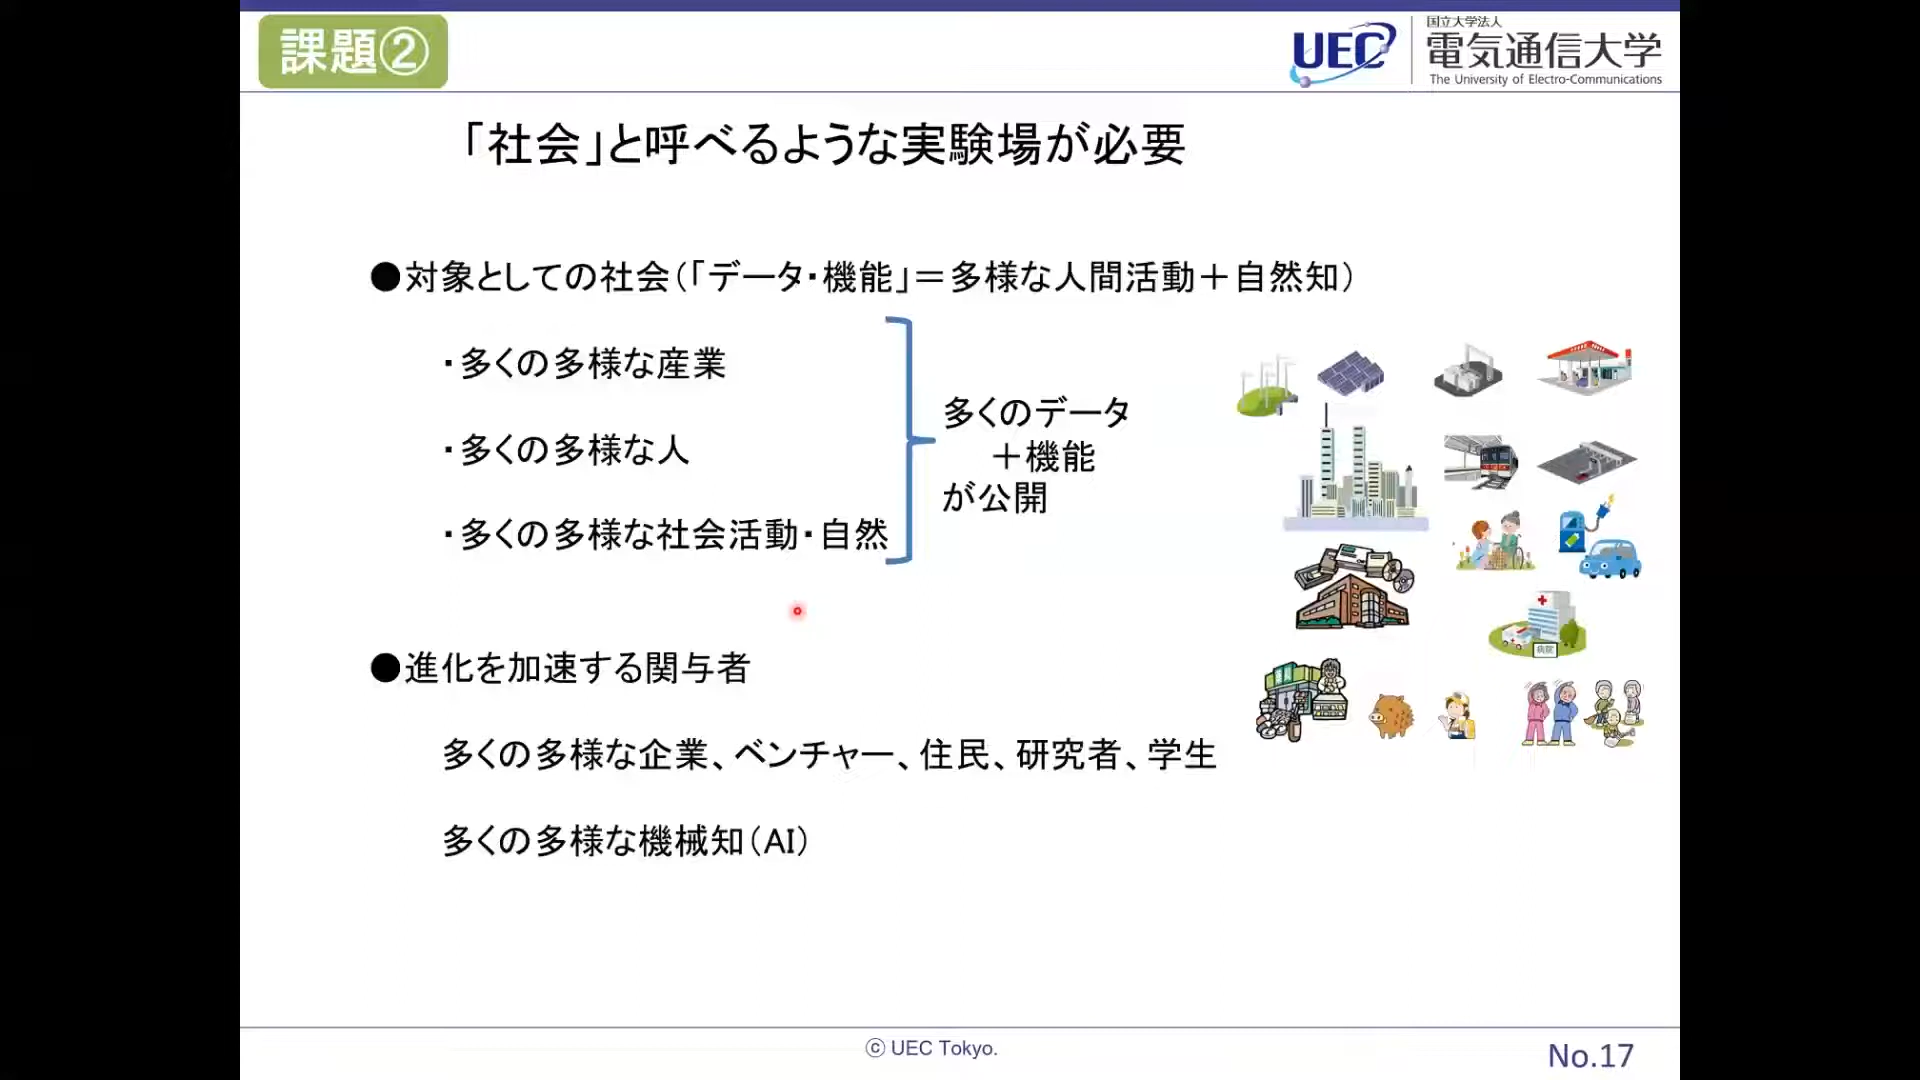 課題②
UEC
国立大学法人
電気通信大学
The University of Electro-Communications
「社会」と呼べるような実験場が必要
●対象としての社会(「データ・機能」＝多様な人間活動＋自然知)
・多くの多様な産業
・多くの多様な人
・多くの多様な社会活動・自然
多くのデータ
＋機能
が公開
病院
●進化を加速する関与者
多くの多様な企業、ベンチャー、住民、研究者、学生
多くの多様な機械知(AI)
ⓒ UEC Tokyo.
No.17